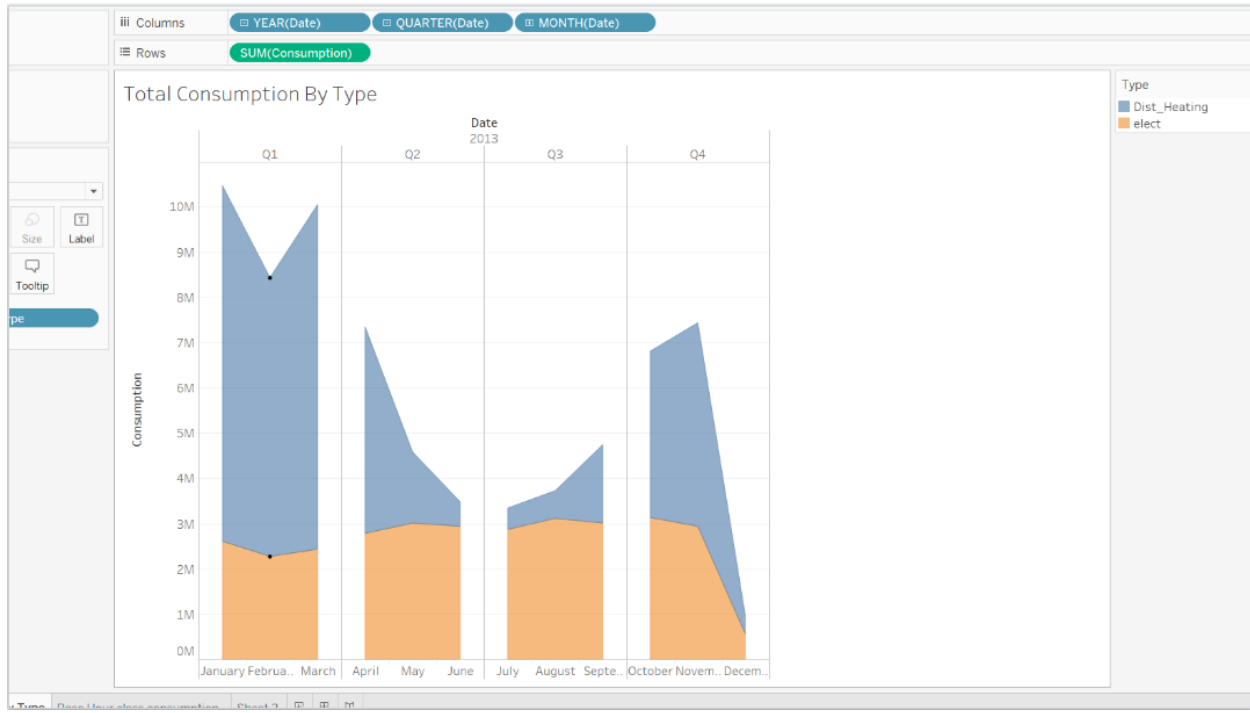 Columns YEAR(Date) QUARTER(Date) MONTH(Date)
Rows SUM(Consumption)
Total Consumption By Type
Type
Dist_Heating
elect
Date
2013
Q1 Q2 Q3 Q4
10M
9M
8M
7M
6M
5M
4M
3M
2M
1M
0M
Consumption
January Februa.. March April May June July August Septe.. October Novem.. Decem..
Size Label
Tooltip